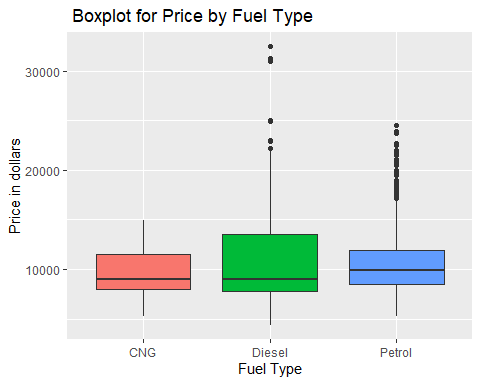 Boxplot for Price by Fuel Type
Price in dollars
30000
20000
10000
CNG Diesel Petrol
Fuel Type